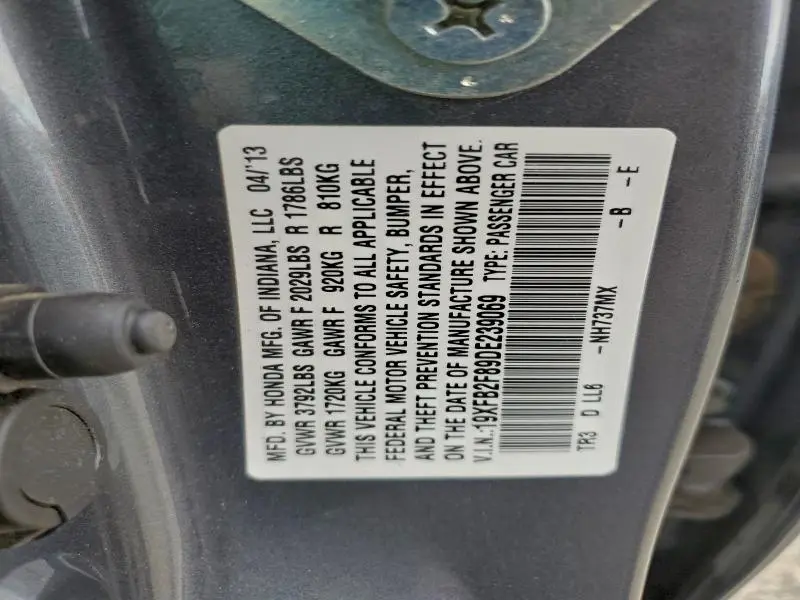 MFD. BY HONDA MFG. OF INDIANA, LLC 04/'13
GVWR 3792LBS GAWR F 2029LBS R 1786LBS
GVWR 1720KG GAWR F 920KG R 810KG
THIS VEHICLE CONFORMS TO ALL APPLICABLE
FEDERAL MOTOR VEHICLE SAFETY, BUMPER,
AND THEFT PREVENTION STANDARDS IN EFFECT
ON THE DATE OF MANUFACTURE SHOWN ABOVE.
V.I.N.:19XFB2F89DE239069 TYPE: PASSENGER CAR
TR3 D LL6 -NH737MX -B -E